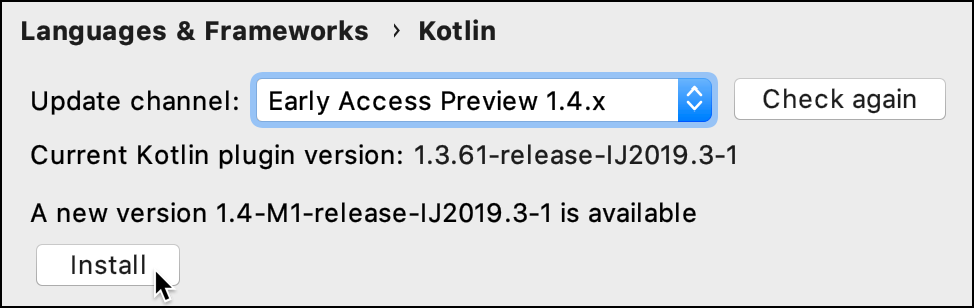 Languages & Frameworks › Kotlin
Update channel: Early Access Preview 1.4.x Check again
Current Kotlin plugin version: 1.3.61-release-IJ2019.3-1
A new version 1.4-M1-release-IJ2019.3-1 is available
Install